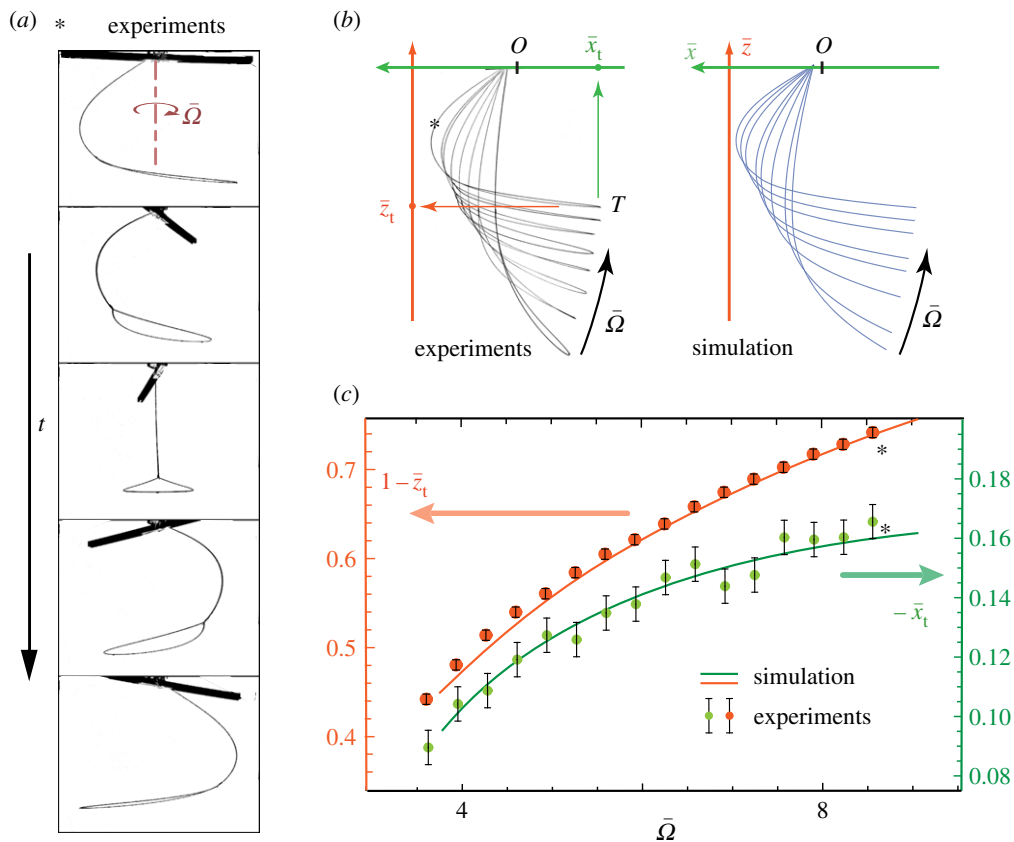 (a) * experiments
Ω̄
t
(b)
O x̄ₜ
*
z̄ₜ T
Ω̄
experiments
x̄ z̄ O
Ω̄
simulation
(c)
0.7
0.6
0.5
0.4
1 – z̄ₜ
*
*
– x̄ₜ
simulation
experiments
0.18
0.16
0.14
0.12
0.10
0.08
4 8
Ω̄